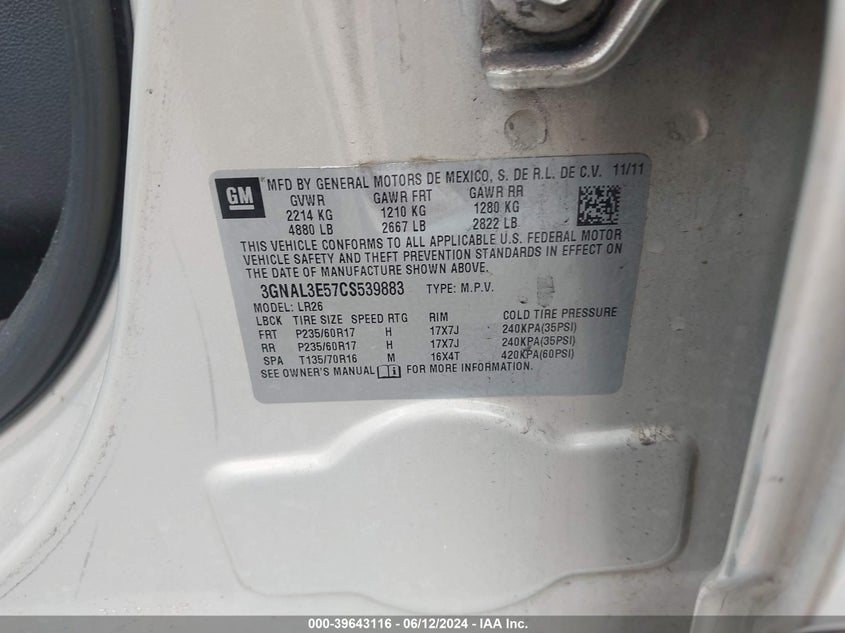 GM
MFD BY GENERAL MOTORS DE MEXICO, S. DE R.L. DE C.V. 11/11
GVWR GAWR FRT GAWR RR
2214 KG 1210 KG 1280 KG
4880 LB 2667 LB 2822 LB
THIS VEHICLE CONFORMS TO ALL APPLICABLE U.S. FEDERAL MOTOR
VEHICLE SAFETY AND THEFT PREVENTION STANDARDS IN EFFECT ON
THE DATE OF MANUFACTURE SHOWN ABOVE.
3GNAL3E57CS539883 TYPE: M.P.V.
MODEL: LR26
LBCK TIRE SIZE SPEED RTG RIM COLD TIRE PRESSURE
FRT P235/60R17 H 17X7J 240KPA(35PSI)
RR P235/60R17 H 17X7J 240KPA(35PSI)
SPA T135/70R16 M 16X4T 420KPA(60PSI)
SEE OWNER'S MANUAL FOR MORE INFORMATION.
000-39643116 - 06/12/2024 - IAA Inc.